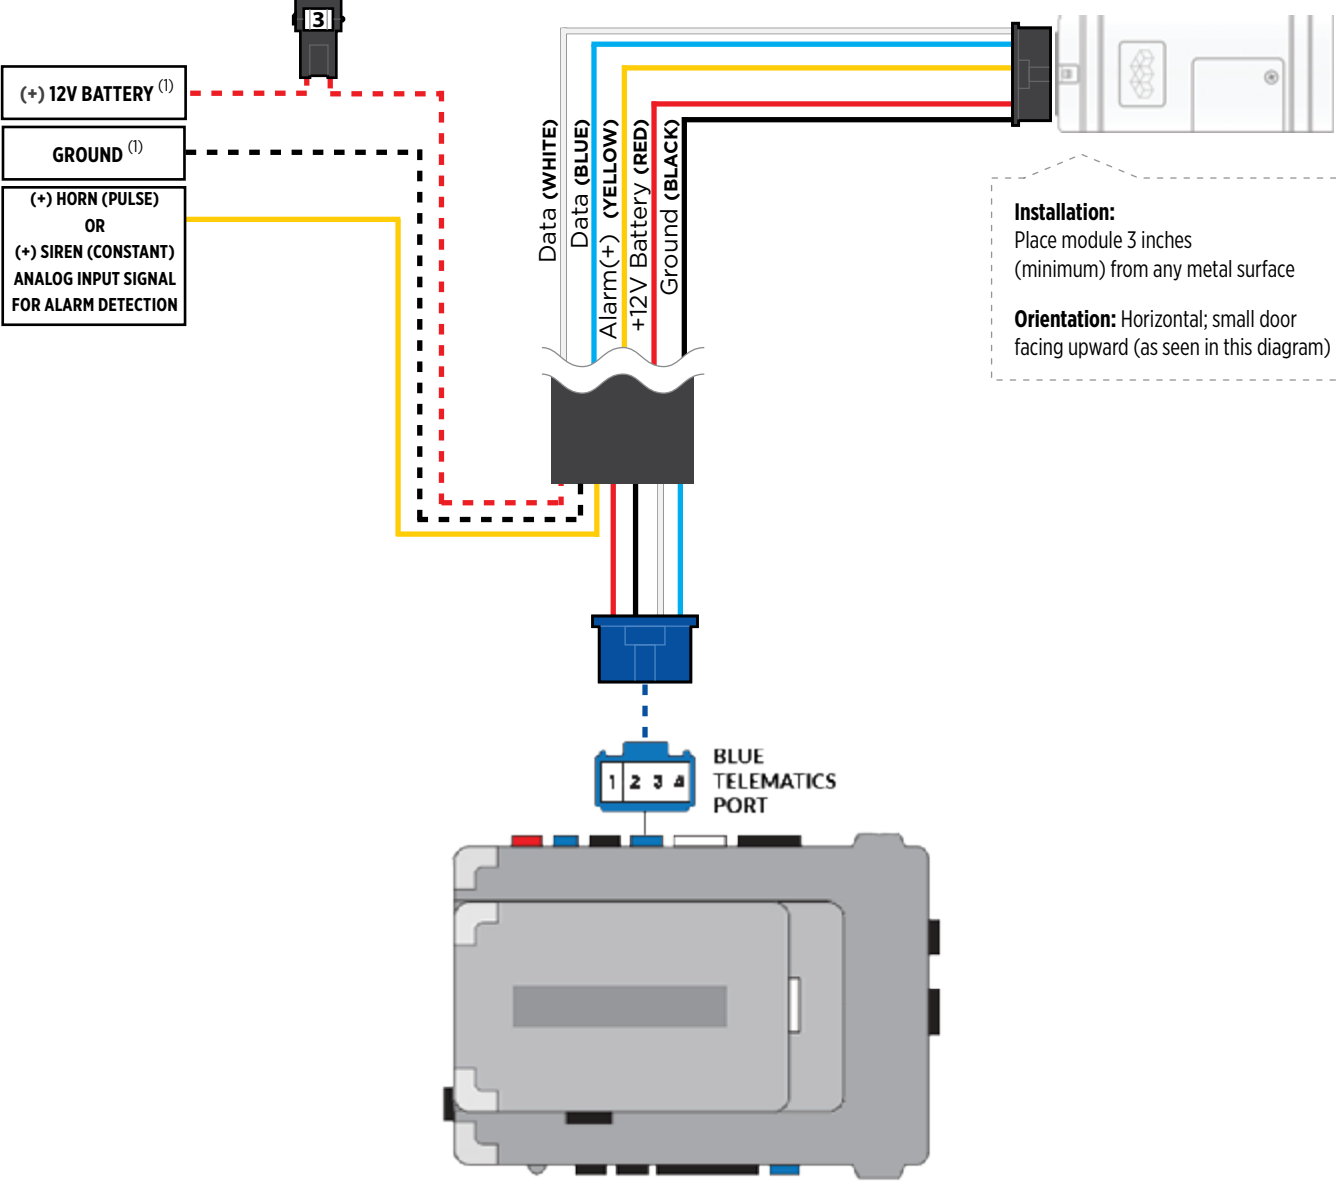 3
(+) 12V BATTERY (1)
GROUND (1)
(+) HORN (PULSE)
OR
(+) SIREN (CONSTANT)
ANALOG INPUT SIGNAL
FOR ALARM DETECTION
Data (WHITE)
Data (BLUE)
Alarm(+) (YELLOW)
+12V Battery (RED)
Ground (BLACK)
Installation:
Place module 3 inches
(minimum) from any metal surface
Orientation: Horizontal; small door
facing upward (as seen in this diagram)
1 2 3 4
BLUE
TELEMATICS
PORT